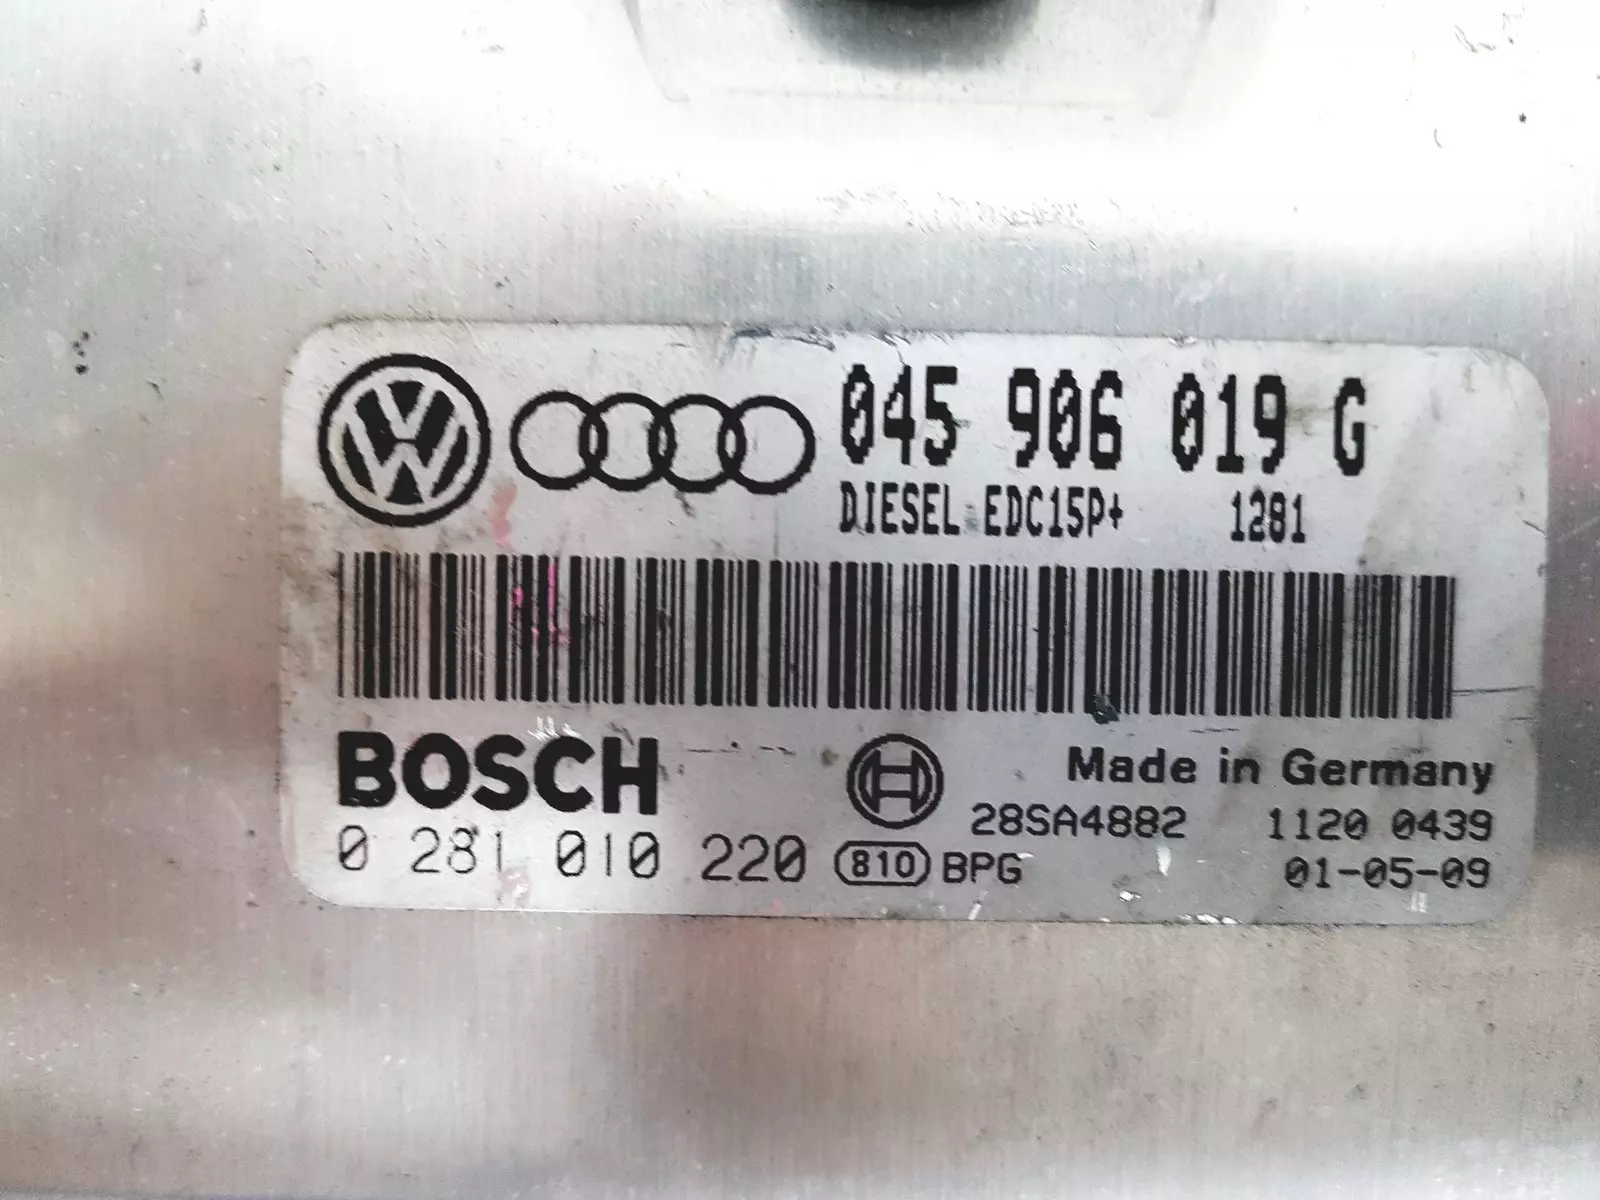 045 906 019 G
DIESEL EDC15P+ 1281
BOSCH
Made in Germany
28SA4882 1120 0439
0 281 010 220 810 BPG 01-05-09